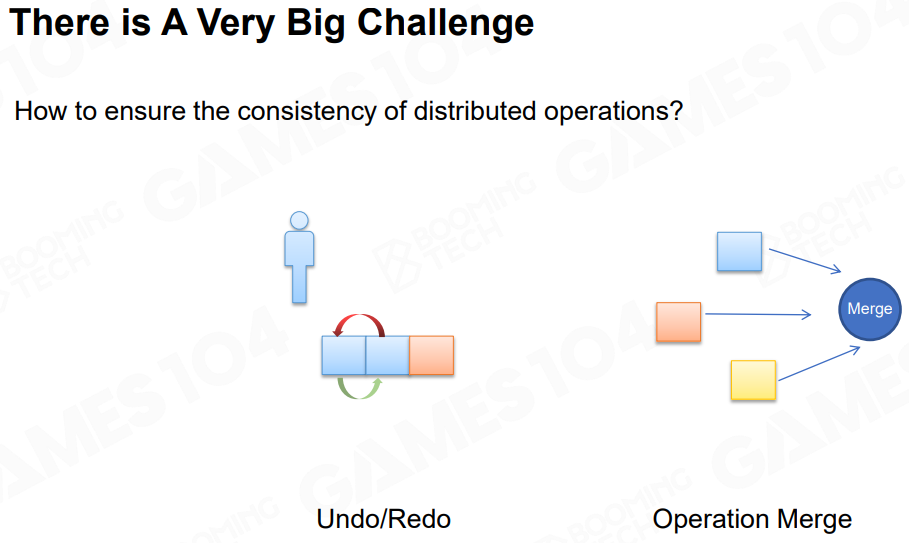 There is A Very Big Challenge
How to ensure the consistency of distributed operations?
Merge
Undo/Redo
Operation Merge
GAMES104
BOOMING
TECH